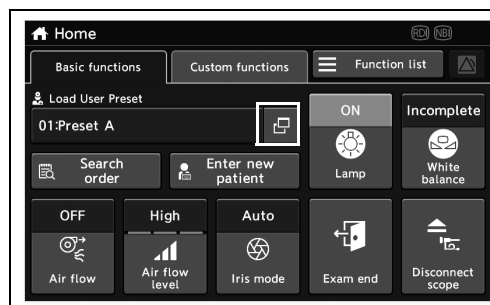 Home
RDI NBI
Basic functions
Custom functions
Function list
Load User Preset
01:Preset A
Search
order
Enter new
patient
ON
Lamp
Incomplete
White
balance
OFF
Air flow
High
Air flow
level
Auto
Iris mode
Exam end
Disconnect
scope